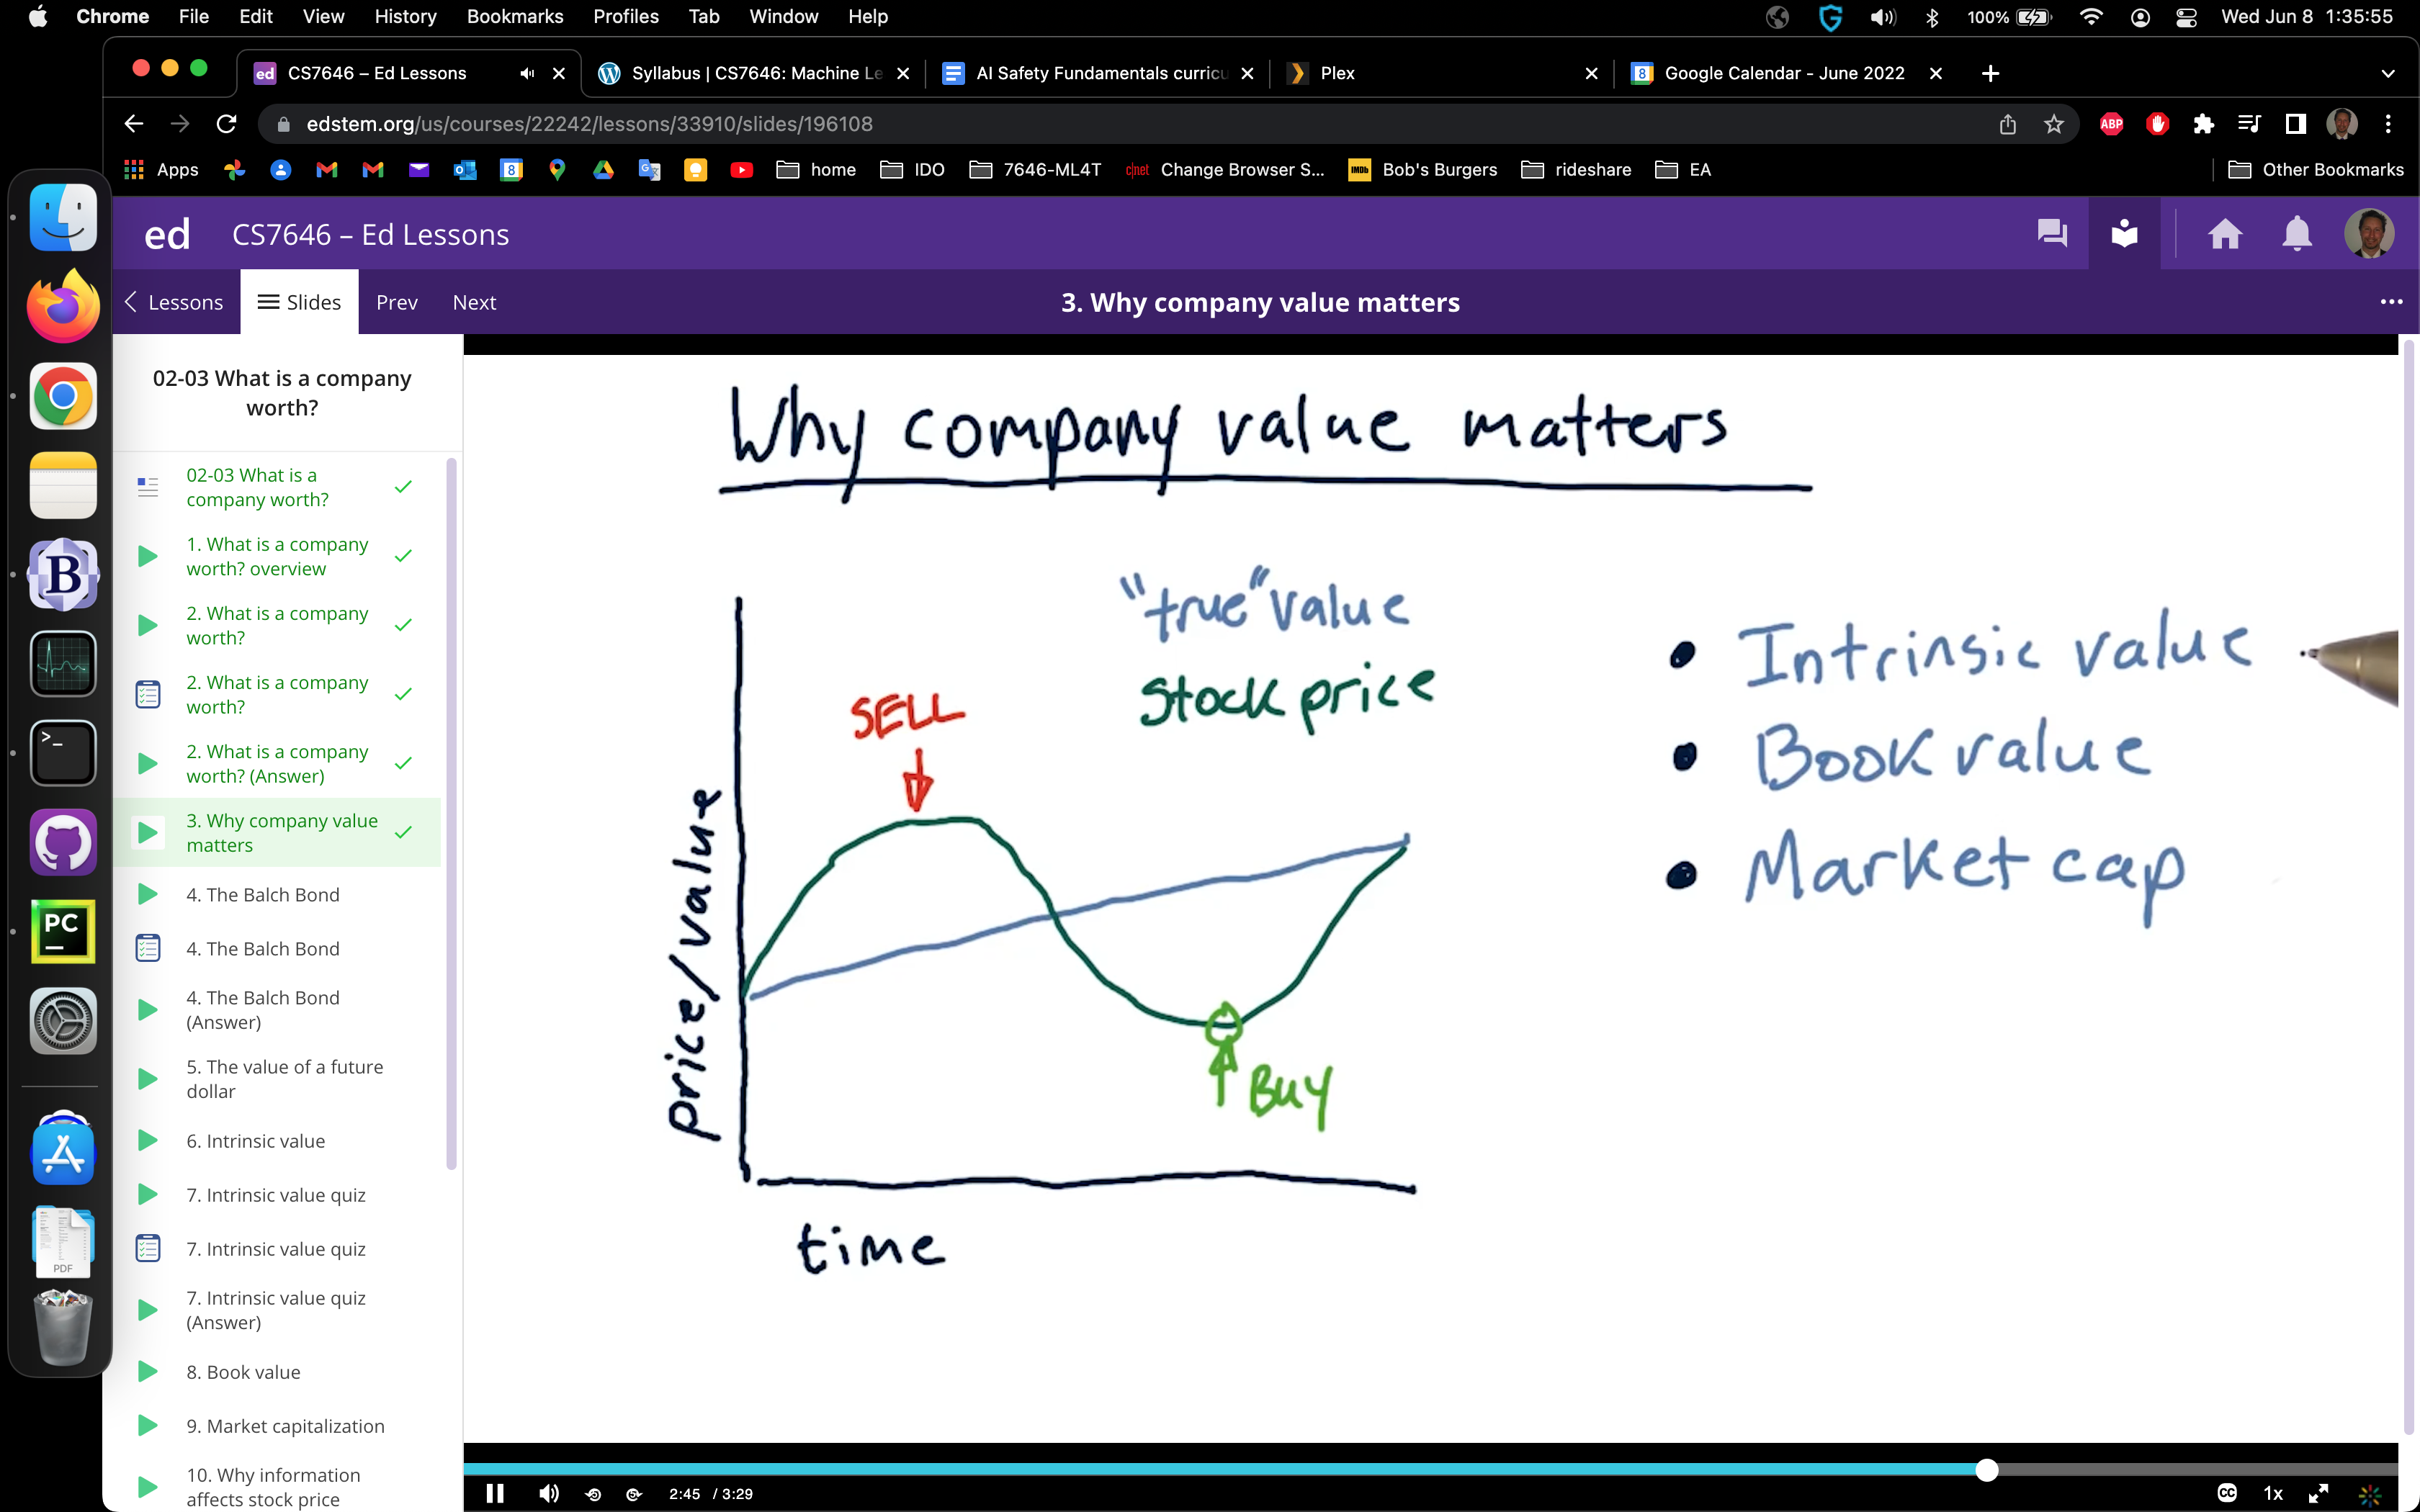 Chrome File Edit View History Bookmarks Profiles Tab Window Help 100% Wed Jun 8 1:35:55
ed CS7646 – Ed Lessons Syllabus | CS7646: Machine Le AI Safety Fundamentals curricu Plex 8 Google Calendar - June 2022
edstem.org/us/courses/22242/lessons/33910/slides/196108 ABP
Apps 8 home IDO 7646-ML4T c|net Change Browser S... IMDb Bob's Burgers rideshare EA Other Bookmarks
ed CS7646 – Ed Lessons
Lessons Slides Prev Next 3. Why company value matters
02-03 What is a company
worth?
02-03 What is a
company worth?
1. What is a company
worth? overview
2. What is a company
worth?
2. What is a company
worth?
2. What is a company
worth? (Answer)
3. Why company value
matters
4. The Balch Bond
4. The Balch Bond
4. The Balch Bond
(Answer)
5. The value of a future
dollar
6. Intrinsic value
7. Intrinsic value quiz
7. Intrinsic value quiz
7. Intrinsic value quiz
(Answer)
8. Book value
9. Market capitalization
10. Why information
affects stock price
B
>_
PC
PDF
Why company value matters
"true" value
stock price
SELL
BUY
price/value
time
• Intrinsic value
• Book value
• Market cap
2:45 / 3:29 CC 1x